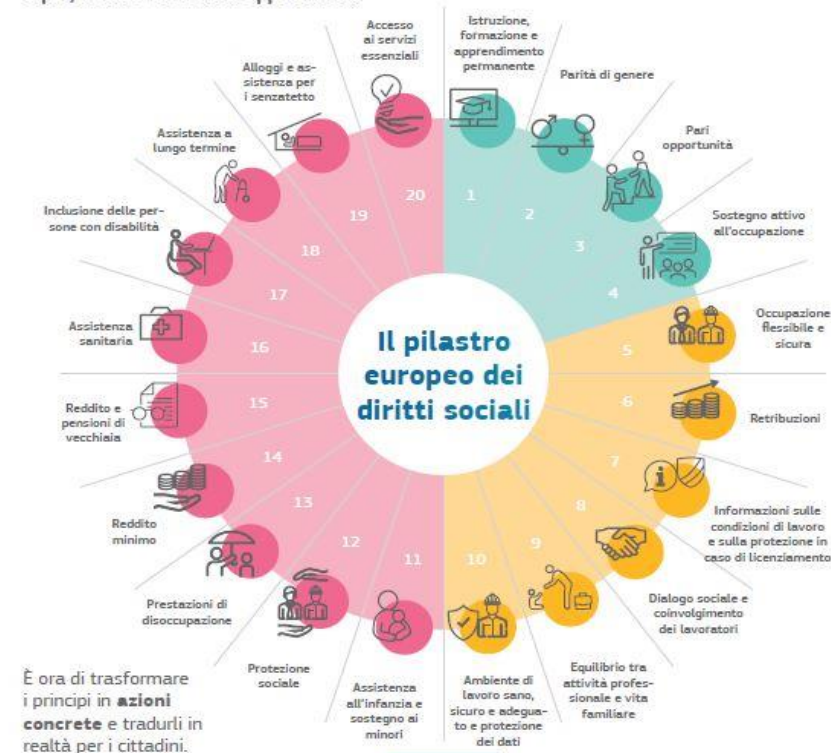 Accesso
ai servizi
essenziali
Istruzione,
formazione e
apprendimento
permanente
Parità di genere
Pari
opportunità
Sostegno attivo
all'occupazione
Occupazione
flessibile e
sicura
Retribuzioni
Informazioni sulle
condizioni di lavoro
e sulla protezione in
caso di licenziamento
Dialogo sociale e
coinvolgimento
dei lavoratori
Equilibrio tra
attività profes-
sionale e vita
familiare
Ambiente di
lavoro sano,
sicuro e adegua-
to e protezione
dei dati
Assistenza
all'infanzia e
sostegno ai
minori
Protezione
sociale
Prestazioni di
disoccupazione
Reddito
minimo
Reddito e
pensioni di
vecchiaia
Assistenza
sanitaria
Inclusione delle per-
sone con disabilità
Assistenza a
lungo termine
Alloggi e as-
sistenza per
i senzatetto
1
2
3
4
5
6
7
8
9
10
11
12
13
14
15
16
17
18
19
20
Il pilastro
europeo dei
diritti sociali
È ora di trasformare
i principi in azioni
concrete e tradurli in
realtà per i cittadini.